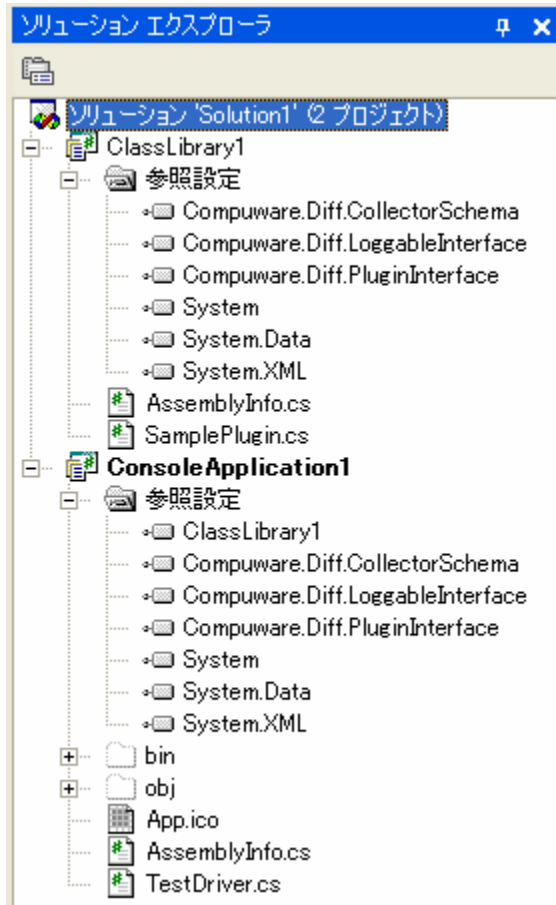 ソリューション エクスプローラ
ソリューション 'Solution1' (2 プロジェクト)
ClassLibrary1
参照設定
Compuware.Diff.CollectorSchema
Compuware.Diff.LoggableInterface
Compuware.Diff.PluginInterface
System
System.Data
System.XML
AssemblyInfo.cs
SamplePlugin.cs
ConsoleApplication1
参照設定
ClassLibrary1
Compuware.Diff.CollectorSchema
Compuware.Diff.LoggableInterface
Compuware.Diff.PluginInterface
System
System.Data
System.XML
bin
obj
App.ico
AssemblyInfo.cs
TestDriver.cs